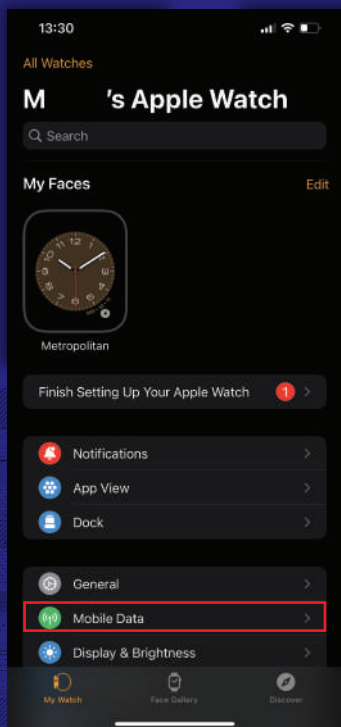 13:30
All Watches
M 's Apple Watch
Search
My Faces
Edit
Metropolitan
Finish Setting Up Your Apple Watch 1
Notifications
App View
Dock
General
Mobile Data
Display & Brightness
My Watch
Face Gallery
Discover